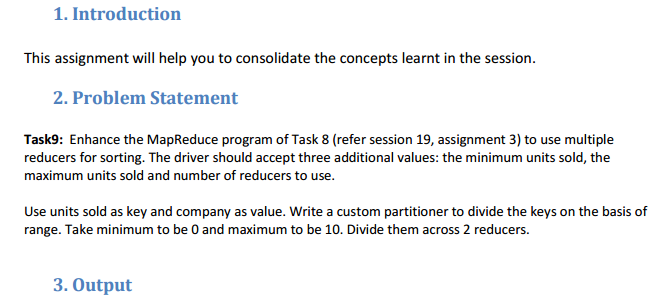 1. Introduction
This assignment will help you to consolidate the concepts learnt in the session.
2. Problem Statement
Task9: Enhance the MapReduce program of Task 8 (refer session 19, assignment 3) to use multiple
reducers for sorting. The driver should accept three additional values: the minimum units sold, the
maximum units sold and number of reducers to use.
Use units sold as key and company as value. Write a custom partitioner to divide the keys on the basis of
range. Take minimum to be 0 and maximum to be 10. Divide them across 2 reducers.
3. Output